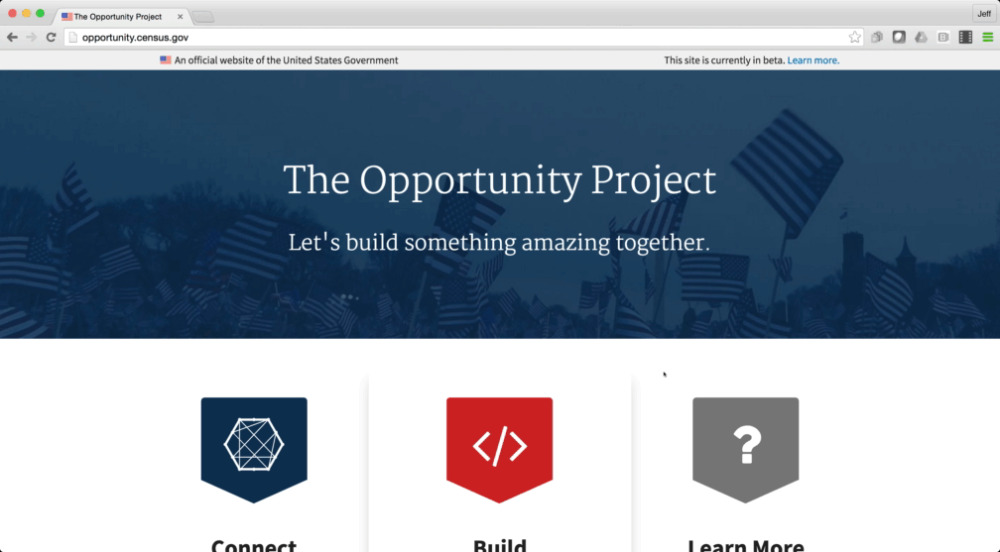 The Opportunity Project
Jeff
opportunity.census.gov
An official website of the United States Government
This site is currently in beta. Learn more.
The Opportunity Project
Let's build something amazing together.
</>
?
Connect
Build
Learn More